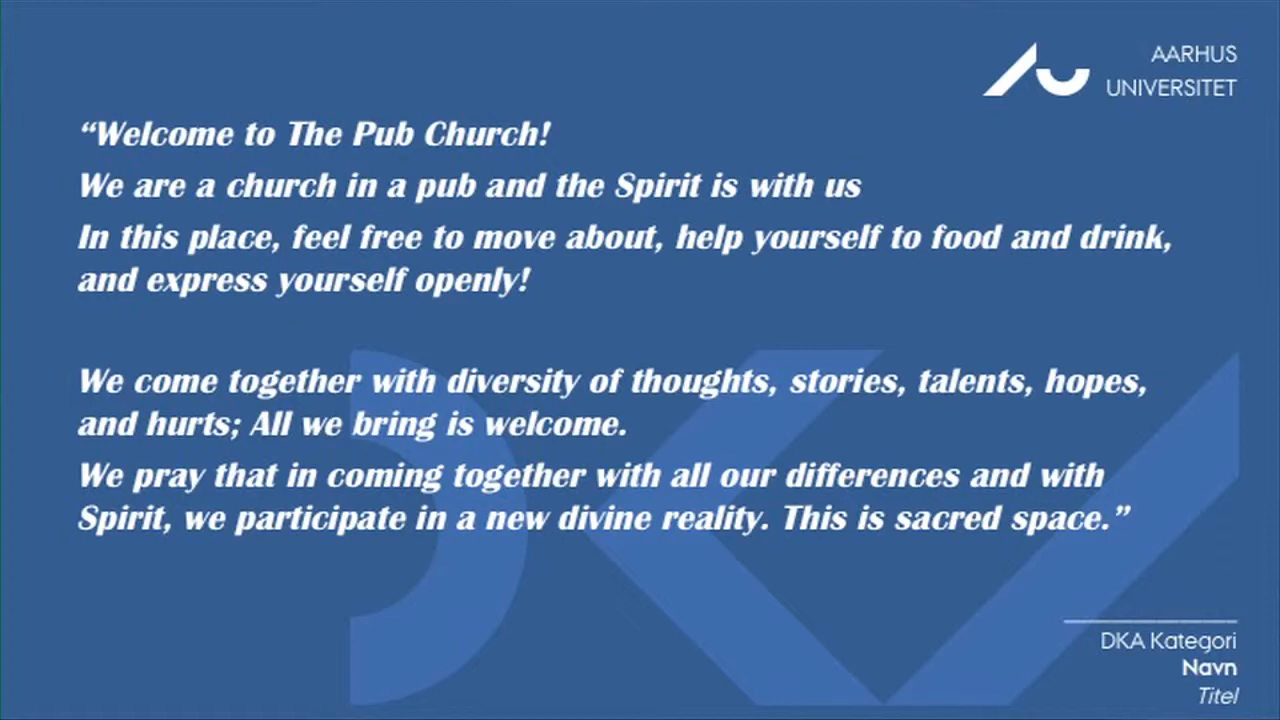 AARHUS
UNIVERSITET
“Welcome to The Pub Church!
We are a church in a pub and the Spirit is with us
In this place, feel free to move about, help yourself to food and drink,
and express yourself openly!
We come together with diversity of thoughts, stories, talents, hopes,
and hurts; All we bring is welcome.
We pray that in coming together with all our differences and with
Spirit, we participate in a new divine reality. This is sacred space.”
DKA Kategori
Navn
Titel